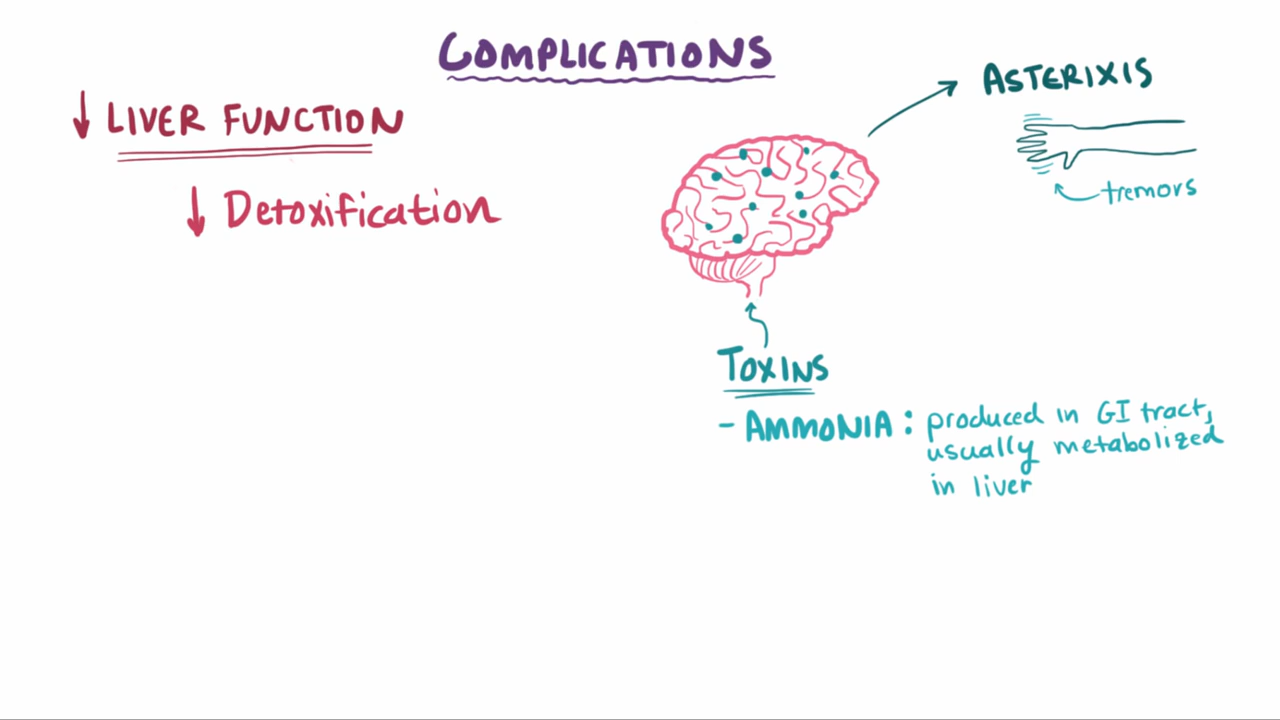 COMPLICATIONS
↓ LIVER FUNCTION
↓ Detoxification
ASTERIXIS
tremors
TOXINS
- AMMONIA: produced in GI tract,
usually metabolized
in liver